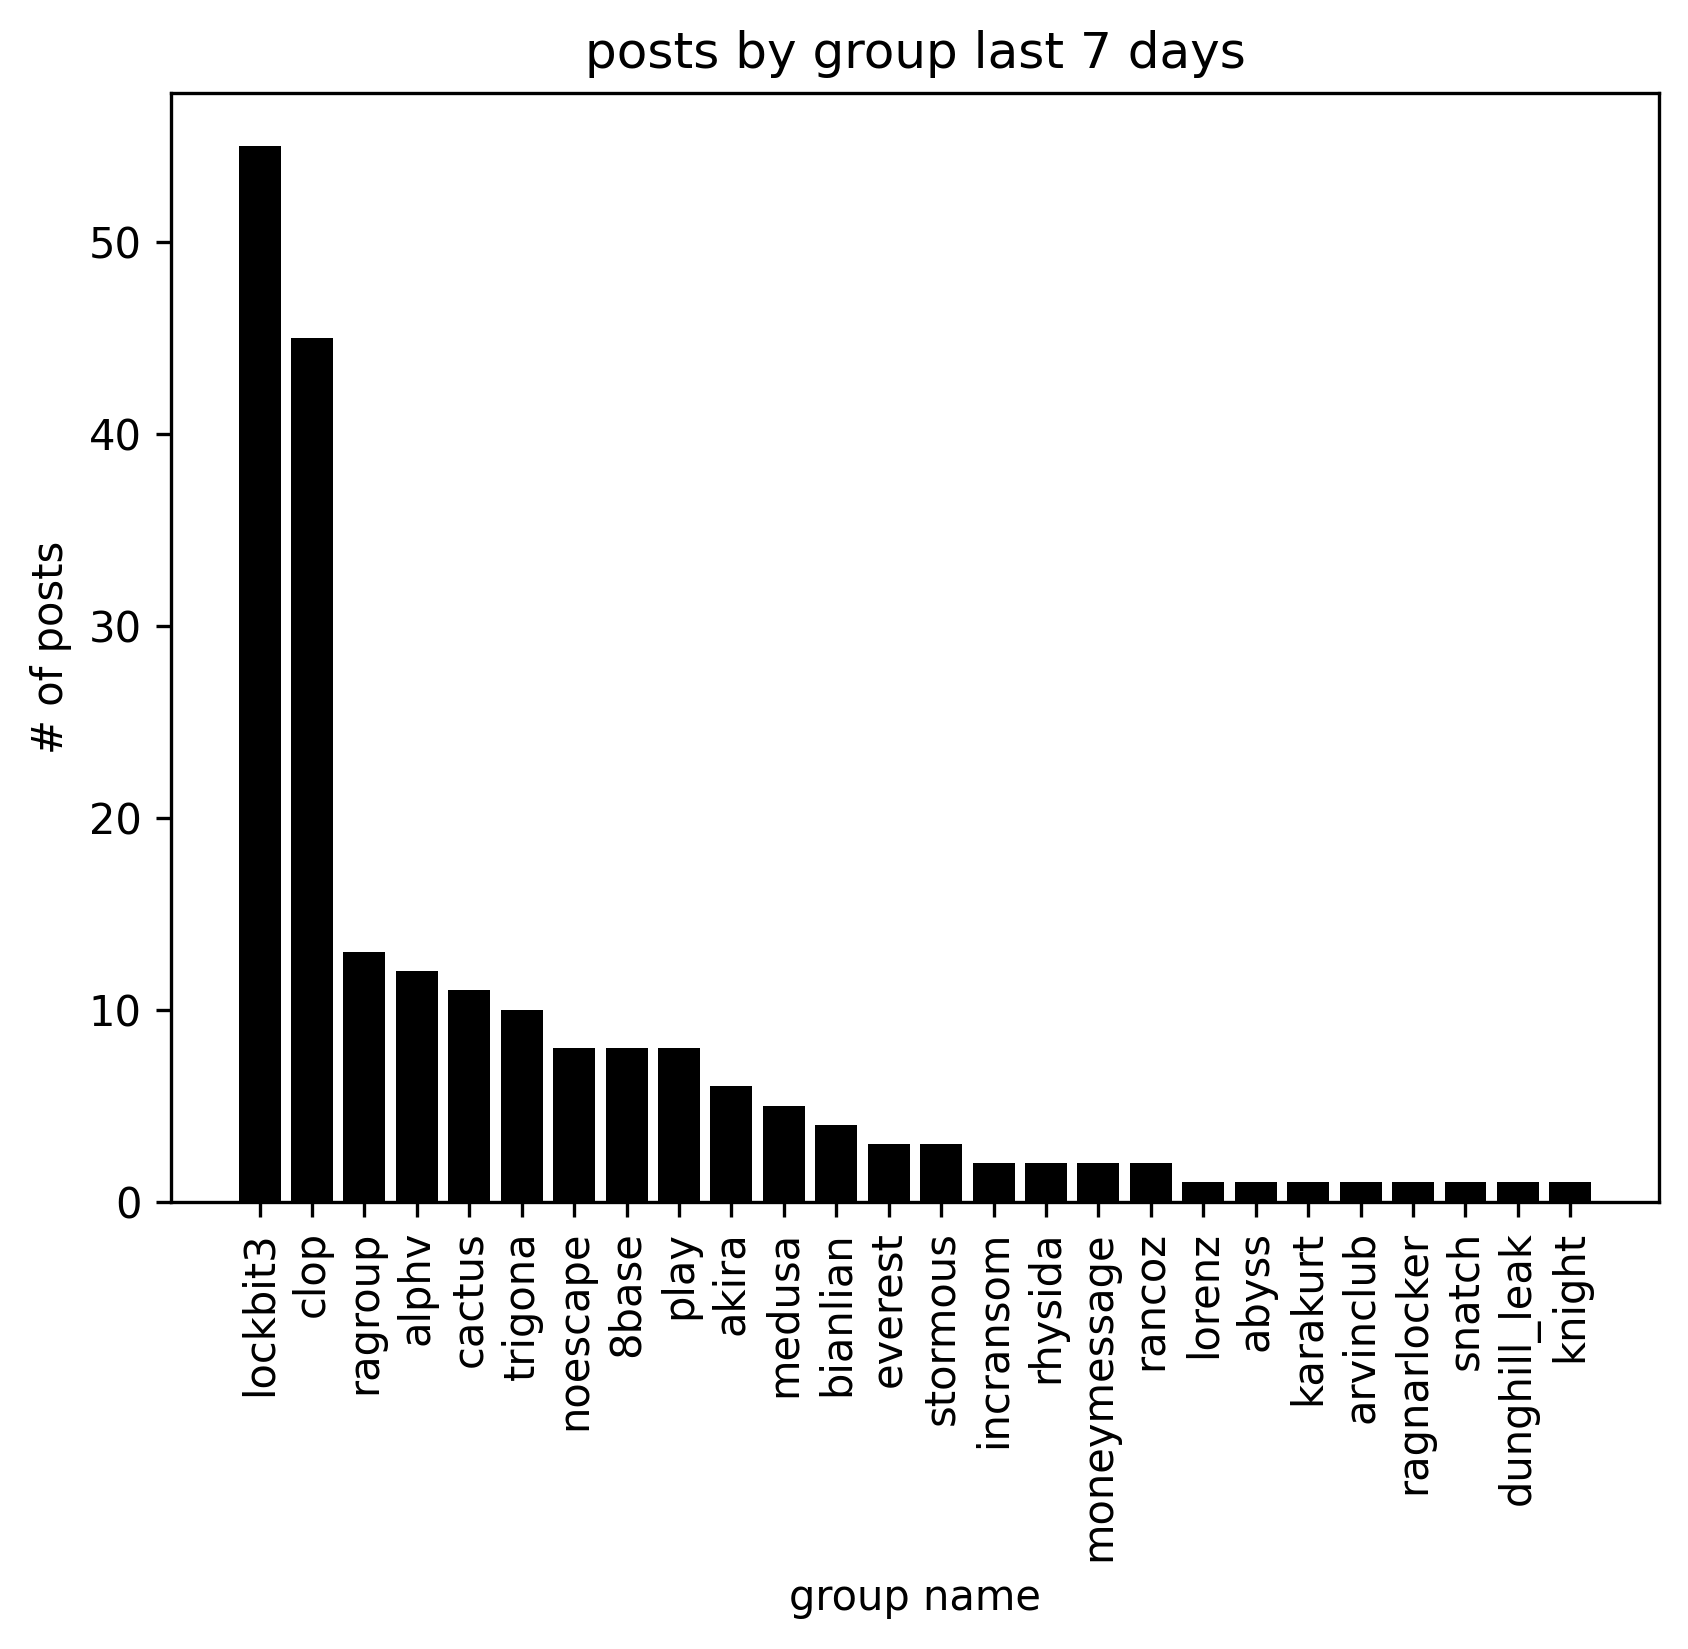 posts by group last 7 days
# of posts
50
40
30
20
10
0
lockbit3
clop
ragroup
alphv
cactus
trigona
noescape
8base
play
akira
medusa
bianlian
everest
stormous
incransom
rhysida
moneymessage
rancoz
lorenz
abyss
karakurt
arvinclub
ragnarlocker
snatch
dunghill_leak
knight
group name